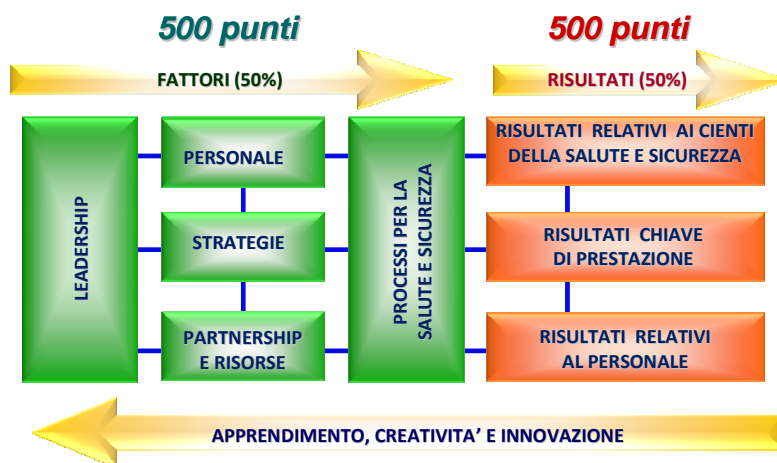 500 punti
500 punti
FATTORI (50%)
RISULTATI (50%)
LEADERSHIP
PERSONALE
STRATEGIE
PARTNERSHIP
E RISORSE
PROCESSI PER LA
SALUTE E SICUREZZA
RISULTATI RELATIVI AI CIENTI
DELLA SALUTE E SICUREZZA
RISULTATI CHIAVE
DI PRESTAZIONE
RISULTATI RELATIVI
AL PERSONALE
APPRENDIMENTO, CREATIVITA' E INNOVAZIONE